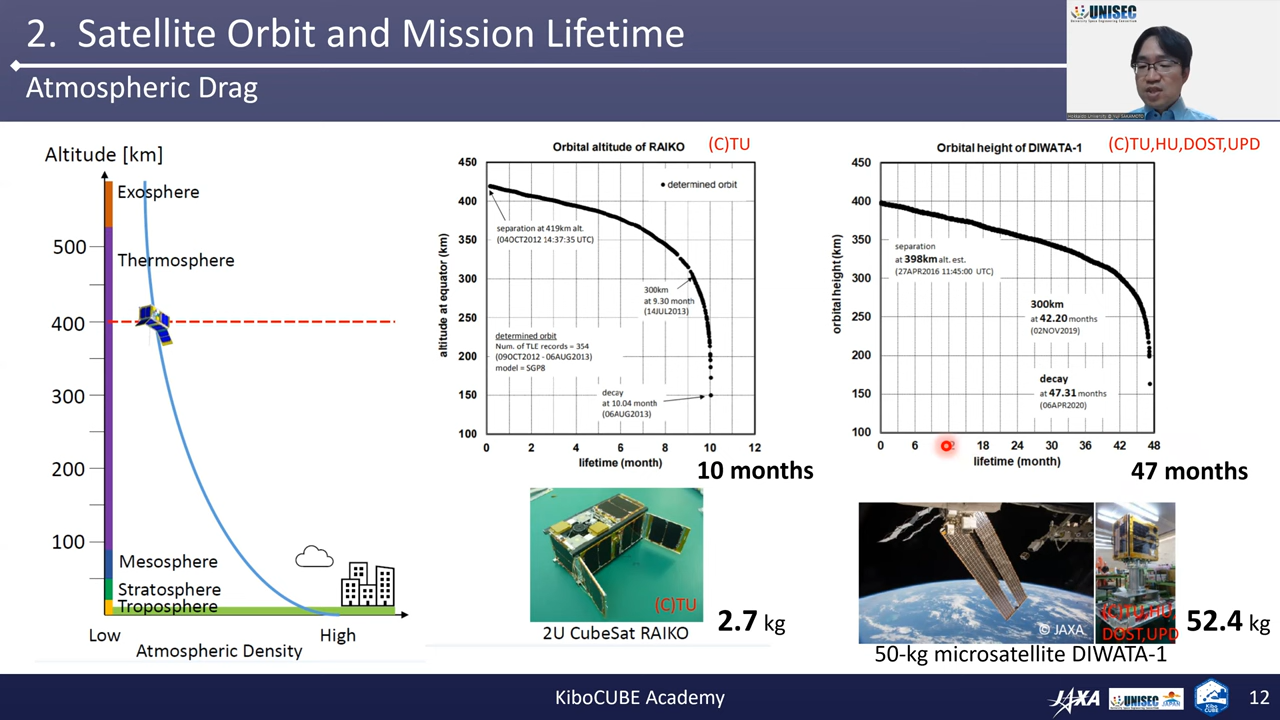 2. Satellite Orbit and Mission Lifetime
Atmospheric Drag
UNISEC
University Space Engineering Consortium
Altitude [km]
Exosphere
500
Thermosphere
400
300
200
100
Mesosphere
Stratosphere
Troposphere
Low
High
Atmospheric Density
Orbital altitude of RAIKO
(C)TU
450
400
350
300
250
200
150
100
altitude at equator (km)
determined orbit
separation at 419km alt.
(04OCT2012 14:37:35 UTC)
300km
at 9.30 month
(14JUL2013)
determined orbit
Num. of TLE records = 354
(09OCT2012 - 06AUG2013)
model = SGP8
decay
at 10.04 month
(06AUG2013)
0 2 4 6 8 10 12
lifetime (month)
10 months
(C)TU
2U CubeSat RAIKO
2.7 kg
Orbital height of DIWATA-1
(C)TU,HU,DOST,UPD
450
400
350
300
250
200
150
100
orbital height (km)
separation
at 398km alt. est.
(27APR2016 11:45:00 UTC)
300km
at 42.20 months
(02NOV2019)
decay
at 47.31 months
(06APR2020)
0 6 12 18 24 30 36 42 48
lifetime (month)
47 months
© JAXA
(C)TU,HU
DOST,UPD
52.4 kg
50-kg microsatellite DIWATA-1
KiboCUBE Academy
JAXA
UNISEC
JAPAN
Kibo
CUBE
12